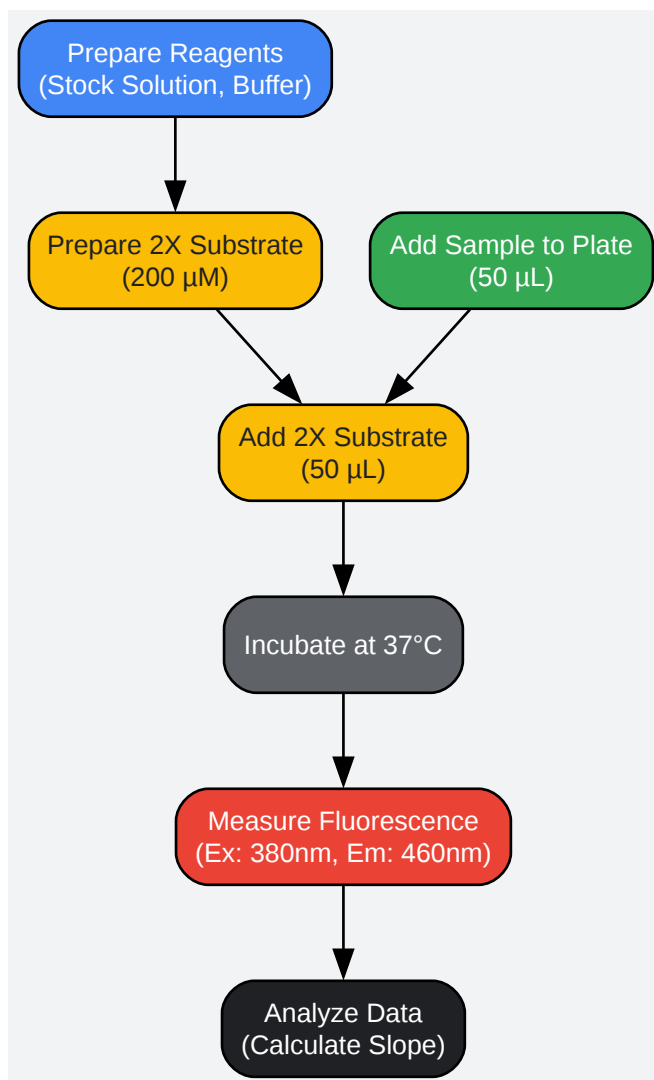 Prepare Reagents
(Stock Solution, Buffer)
Prepare 2X Substrate
(200 µM)
Add Sample to Plate
(50 µL)
Add 2X Substrate
(50 µL)
Incubate at 37°C
Measure Fluorescence
(Ex: 380nm, Em: 460nm)
Analyze Data
(Calculate Slope)